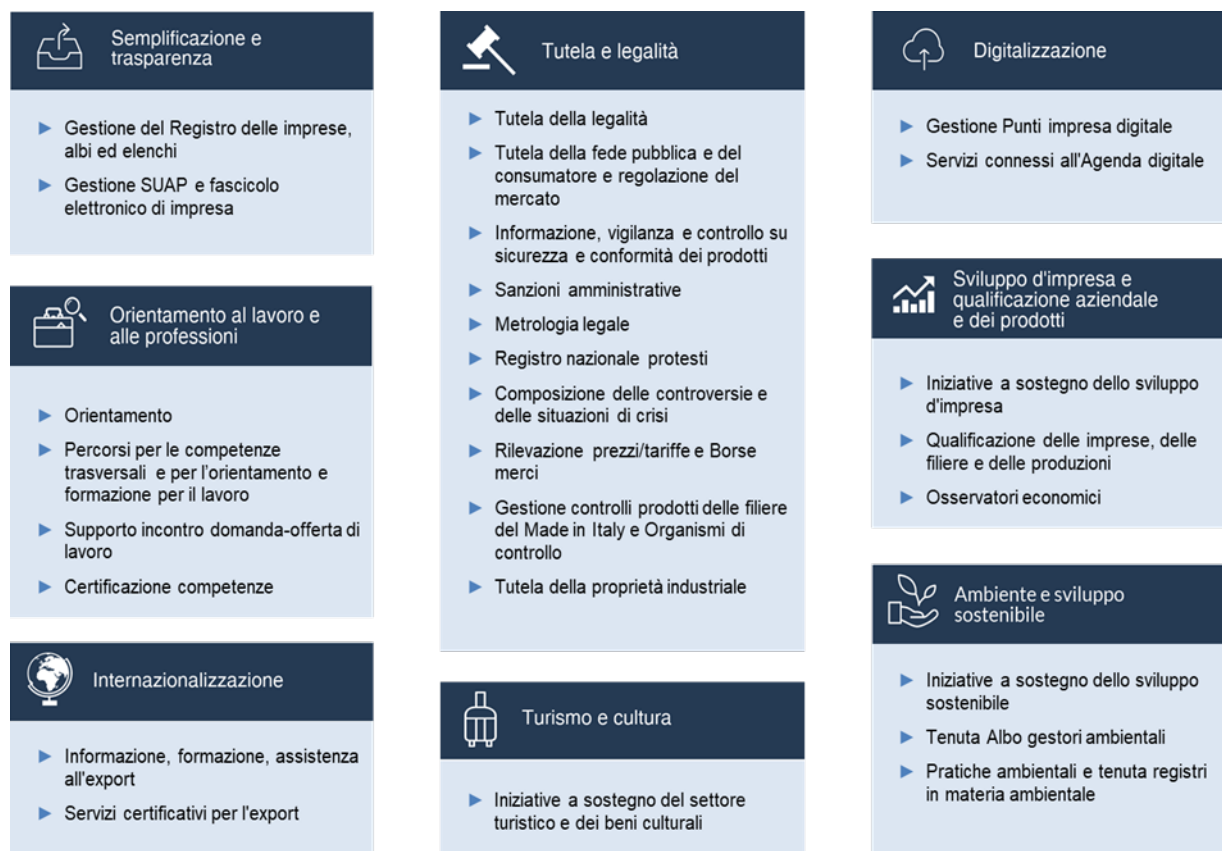 Semplificazione e
trasparenza
Gestione del Registro delle imprese,
albi ed elenchi
Gestione SUAP e fascicolo
elettronico di impresa
Orientamento al lavoro e
alle professioni
Orientamento
Percorsi per le competenze
trasversali e per l'orientamento e
formazione per il lavoro
Supporto incontro domanda-offerta di
lavoro
Certificazione competenze
Internazionalizzazione
Informazione, formazione, assistenza
all'export
Servizi certificativi per l'export
Tutela e legalità
Tutela della legalità
Tutela della fede pubblica e del
consumatore e regolazione del
mercato
Informazione, vigilanza e controllo su
sicurezza e conformità dei prodotti
Sanzioni amministrative
Metrologia legale
Registro nazionale protesti
Composizione delle controversie e
delle situazioni di crisi
Rilevazione prezzi/tariffe e Borse
merci
Gestione controlli prodotti delle filiere
del Made in Italy e Organismi di
controllo
Tutela della proprietà industriale
Turismo e cultura
Iniziative a sostegno del settore
turistico e dei beni culturali
Digitalizzazione
Gestione Punti impresa digitale
Servizi connessi all'Agenda digitale
Sviluppo d'impresa e
qualificazione aziendale
e dei prodotti
Iniziative a sostegno dello sviluppo
d'impresa
Qualificazione delle imprese, delle
filiere e delle produzioni
Osservatori economici
Ambiente e sviluppo
sostenibile
Iniziative a sostegno dello sviluppo
sostenibile
Tenuta Albo gestori ambientali
Pratiche ambientali e tenuta registri
in materia ambientale